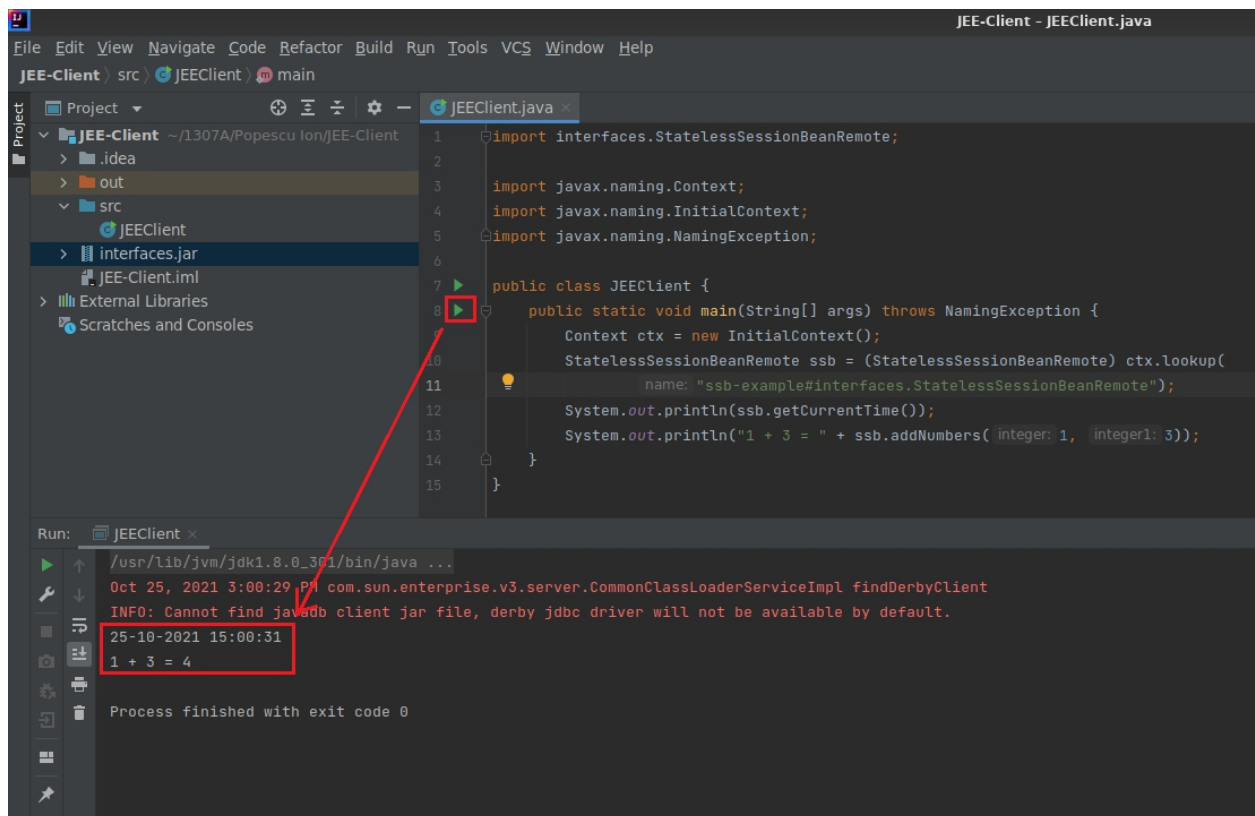 JEE-Client - JEEClient.java
File Edit View Navigate Code Refactor Build Run Tools VCS Window Help
JEE-Client src JEEClient main
Project
Project
JEEClient.java
JEE-Client ~/1307A/Popescu Ion/JEE-Client
.idea
out
src
JEEClient
interfaces.jar
JEE-Client.iml
External Libraries
Scratches and Consoles
1 import interfaces.StatelessSessionBeanRemote;
2
3 import javax.naming.Context;
4 import javax.naming.InitialContext;
5 import javax.naming.NamingException;
6
7 public class JEEClient {
8 public static void main(String[] args) throws NamingException {
9 Context ctx = new InitialContext();
10 StatelessSessionBeanRemote ssb = (StatelessSessionBeanRemote) ctx.lookup(
11 name: "ssb-example#interfaces.StatelessSessionBeanRemote");
12 System.out.println(ssb.getCurrentTime());
13 System.out.println("1 + 3 = " + ssb.addNumbers( integer: 1, integer1: 3));
14 }
15 }
Run: JEEClient
/usr/lib/jvm/jdk1.8.0_301/bin/java ...
Oct 25, 2021 3:00:29 PM com.sun.enterprise.v3.server.CommonClassLoaderServiceImpl findDerbyClient
INFO: Cannot find javadb client jar file, derby jdbc driver will not be available by default.
25-10-2021 15:00:31
1 + 3 = 4
Process finished with exit code 0